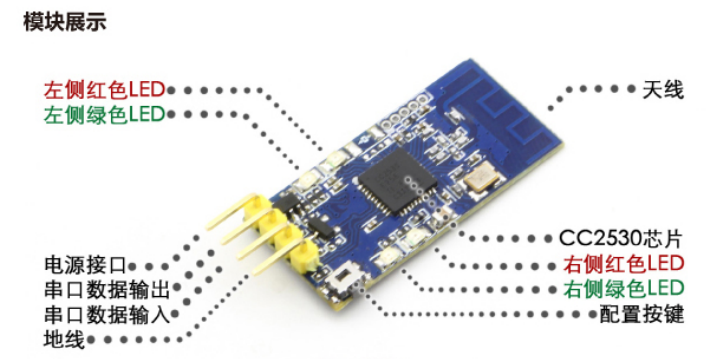 模块展示
左侧红色LED
左侧绿色LED
天线
电源接口
串口数据输出
串口数据输入
地线
CC2530芯片
右侧红色LED
右侧绿色LED
配置按键